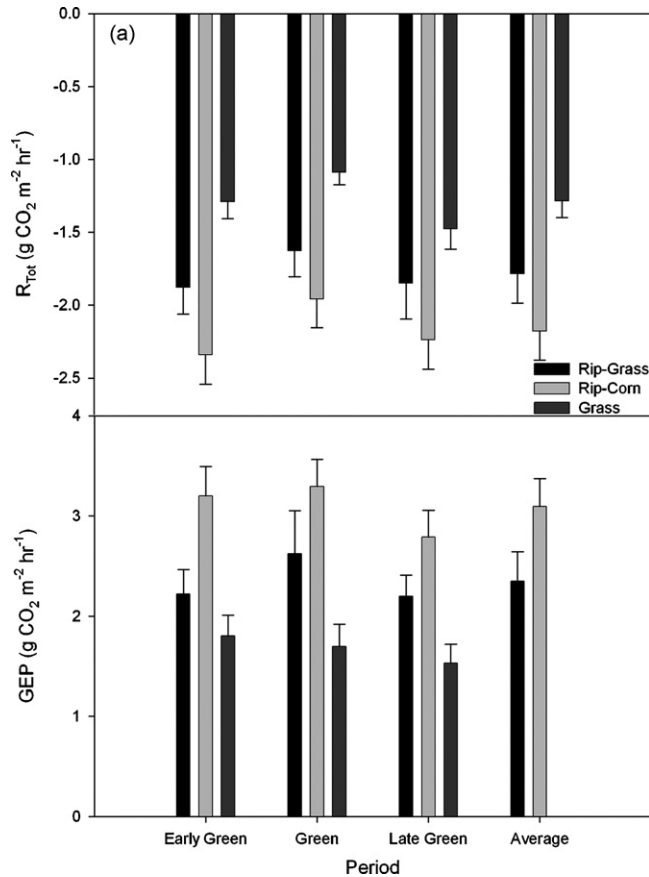 (a)
0.0
-0.5
-1.0
-1.5
-2.0
-2.5
R_Tot (g CO₂ m⁻² hr⁻¹)
Rip-Grass
Rip-Corn
Grass
4
3
2
1
0
GEP (g CO₂ m⁻² hr⁻¹)
Early Green Green Late Green Average
Period